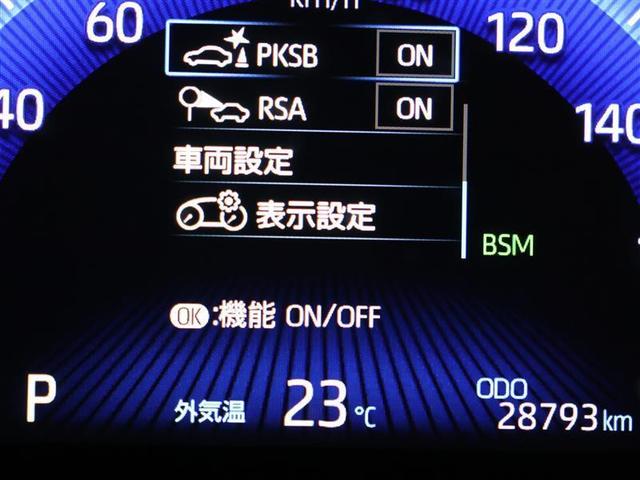 km/h
60
PKSB ON
120
40
RSA ON
140
車両設定
表示設定
BSM
OK:機能 ON/OFF
P
外気温 23℃
ODO
28793km